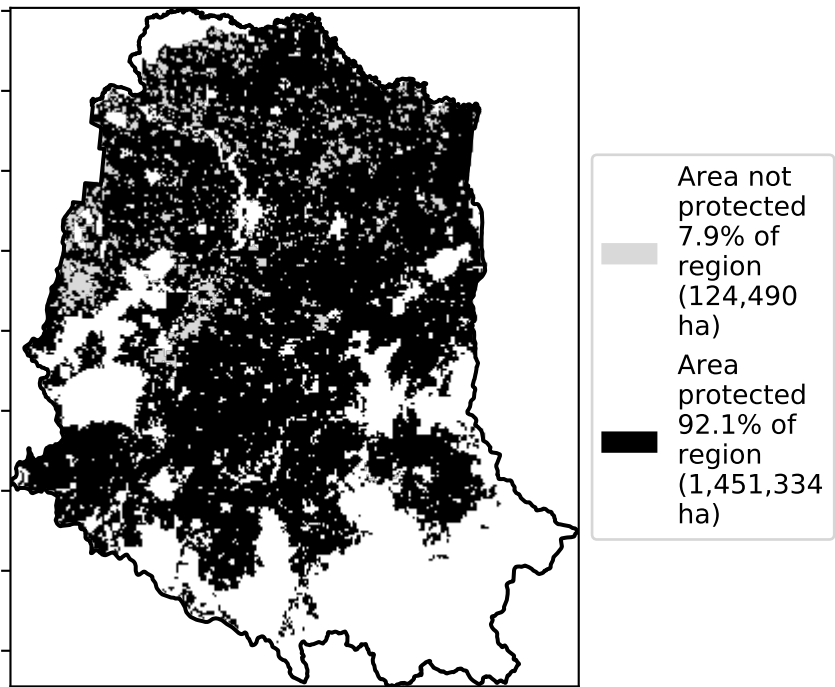 Area not
protected
7.9% of
region
(124,490
ha)
Area
protected
92.1% of
region
(1,451,334
ha)